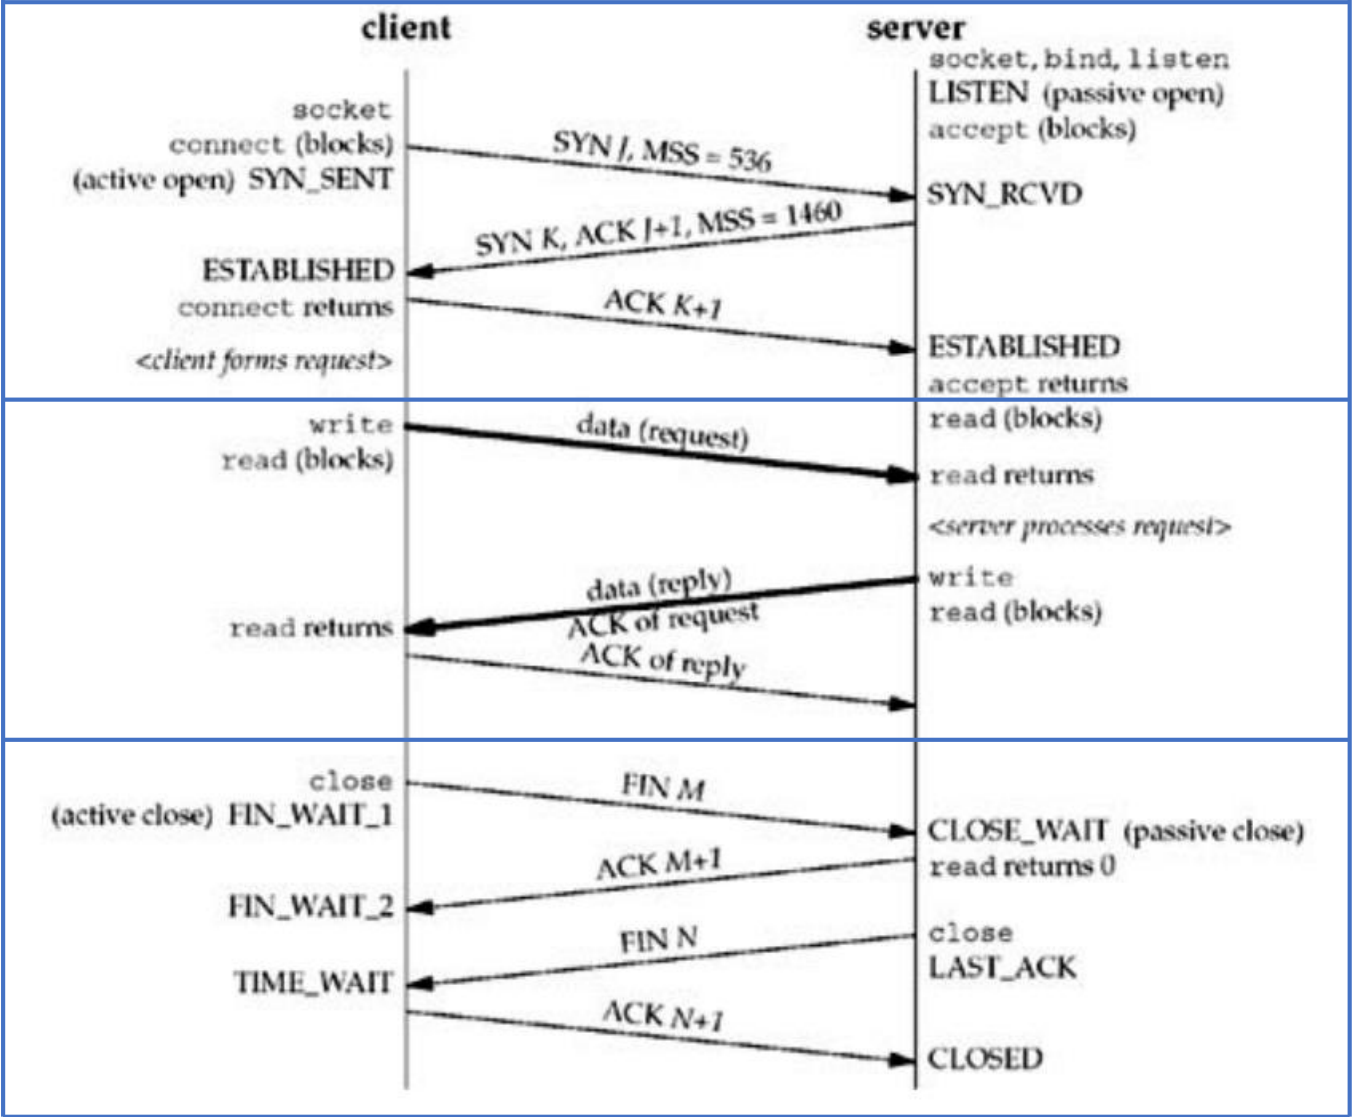 client
server
socket, bind, listen
LISTEN (passive open)
accept (blocks)
socket
connect (blocks)
(active open) SYN_SENT
SYN J, MSS = 536
SYN_RCVD
SYN K, ACK J+1, MSS = 1460
ESTABLISHED
connect returns
ACK K+1
<client forms request>
ESTABLISHED
accept returns
write
read (blocks)
data (request)
read (blocks)
read returns
<server processes request>
data (reply)
ACK of request
write
read (blocks)
read returns
ACK of reply
close
(active close) FIN_WAIT_1
FIN M
CLOSE_WAIT (passive close)
read returns 0
ACK M+1
FIN_WAIT_2
FIN N
close
LAST_ACK
TIME_WAIT
ACK N+1
CLOSED